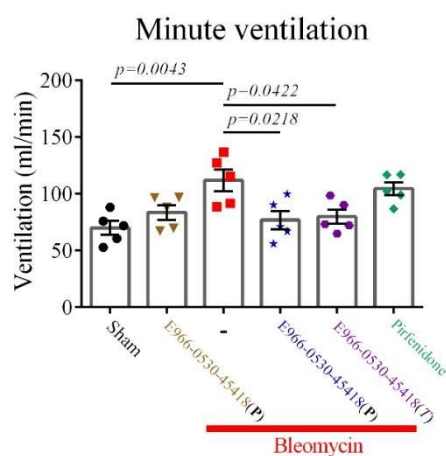 Minute ventilation
Ventilation (ml/min)
200
150
100
50
0
p=0.0043
p=0.0422
p=0.0218
Sham
E966-0530-45418(P)
-
E966-0530-45418(P)
E966-0530-45418(T)
Pirfenidone
Bleomycin